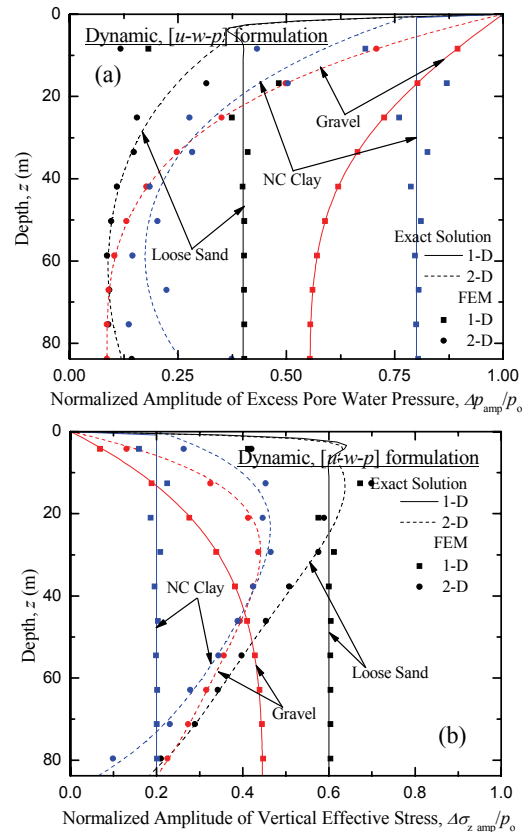 Dynamic, [u-w-p] formulation
(a)
Gravel
NC Clay
Loose Sand
Exact Solution
1-D
2-D
FEM
1-D
2-D
0
20
40
60
80
Depth, z (m)
0.00 0.25 0.50 0.75 1.00
Normalized Amplitude of Excess Pore Water Pressure, Δp_amp/p_o
Dynamic, [u-w-p] formulation
Exact Solution
1-D
2-D
FEM
1-D
2-D
NC Clay
Loose Sand
Gravel
(b)
0
20
40
60
80
Depth, z (m)
0.0 0.2 0.4 0.6 0.8 1.0
Normalized Amplitude of Vertical Effective Stress, Δσ_z amp/p_o